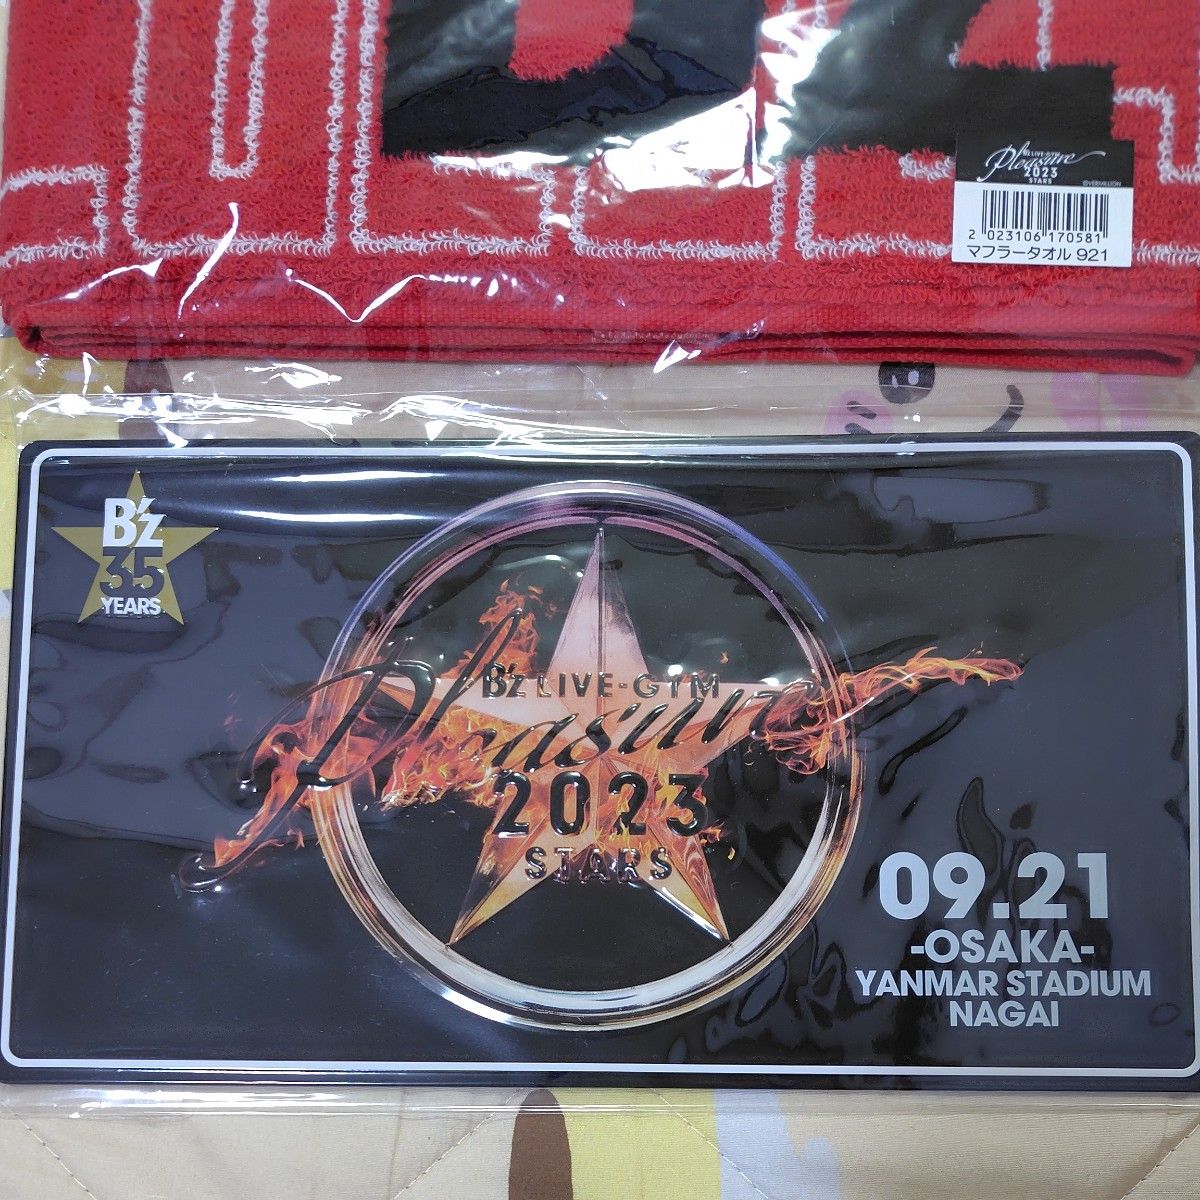 B'z LIVE-GYM
Pleasure
2023
STARS
©VERMILLION
2 023106 170581
マフラータオル 921
B'z
35
YEARS
B'z LIVE-GYM
Pleasure
2023
STARS
09.21
-OSAKA-
YANMAR STADIUM
NAGAI